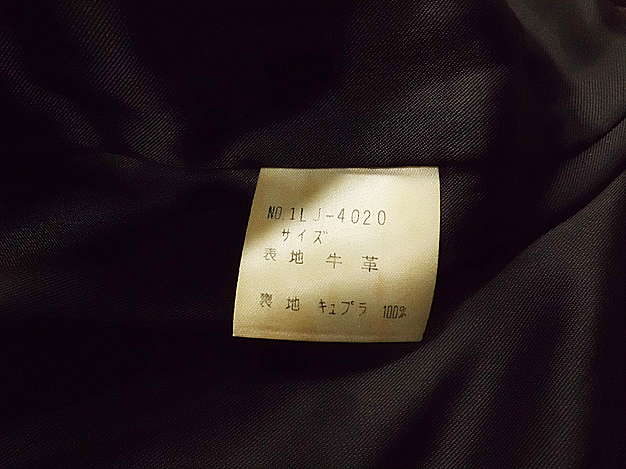 NO.1LJ-4020
サイズ
表地 牛革
裏地 キュプラ 100%